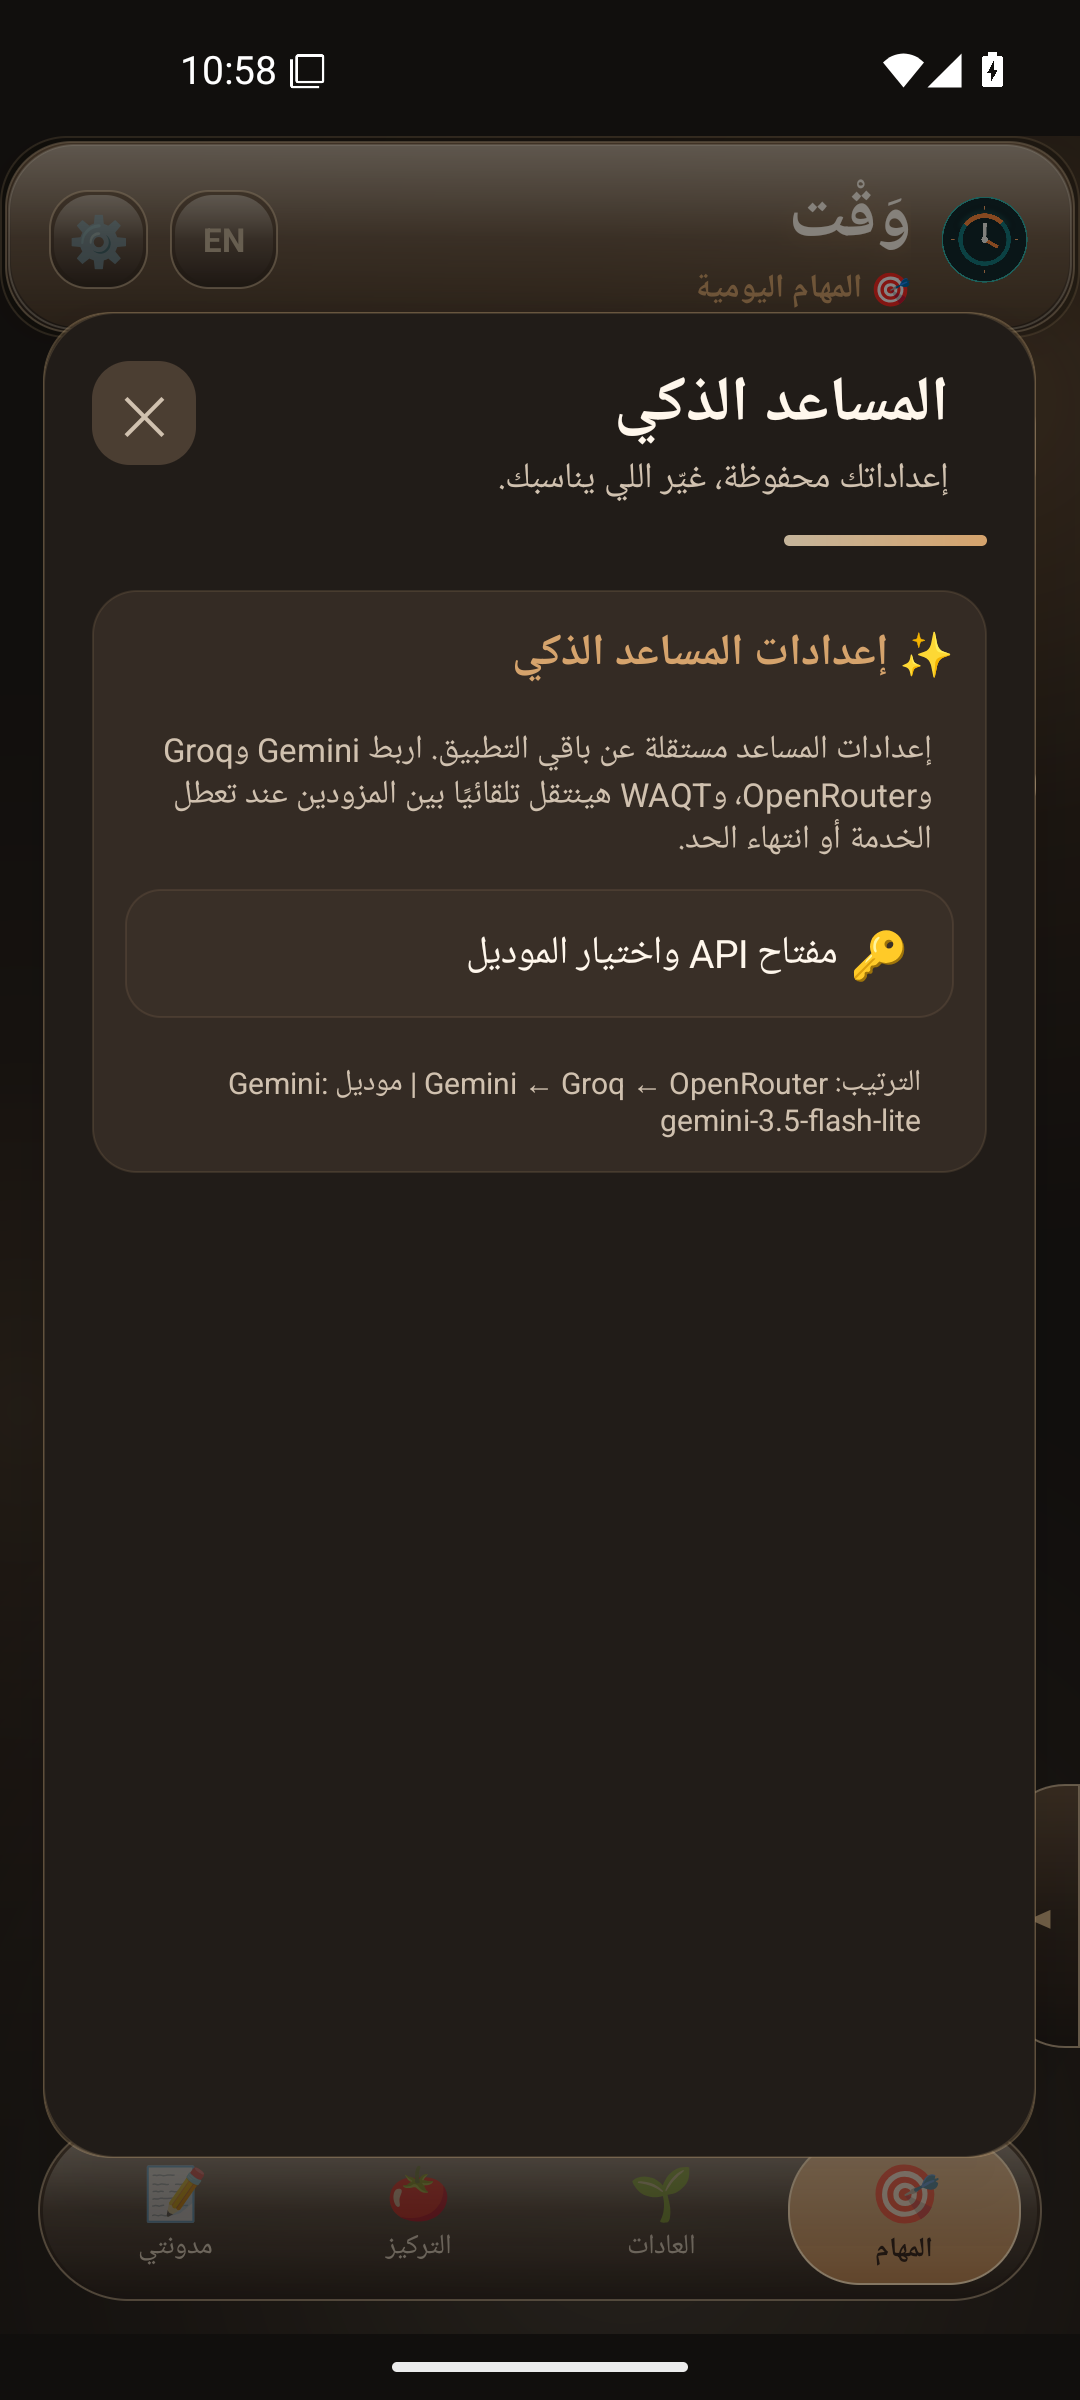 10:58
وَقْت
🎯 المهام اليومية
EN
المساعد الذكي
إعداداتك محفوظة، غيّر اللي يناسبك.
✨ إعدادات المساعد الذكي
إعدادات المساعد مستقلة عن باقي التطبيق. اربط Gemini وGroq
وOpenRouter، وWAQT هينتقل تلقائيًا بين المزودين عند تعطل
الخدمة أو انتهاء الحد.
🔑 مفتاح API واختيار الموديل
الترتيب: Gemini ← Groq ← OpenRouter | موديل Gemini:
gemini-3.5-flash-lite
المهام
العادات
التركيز
مدونتي